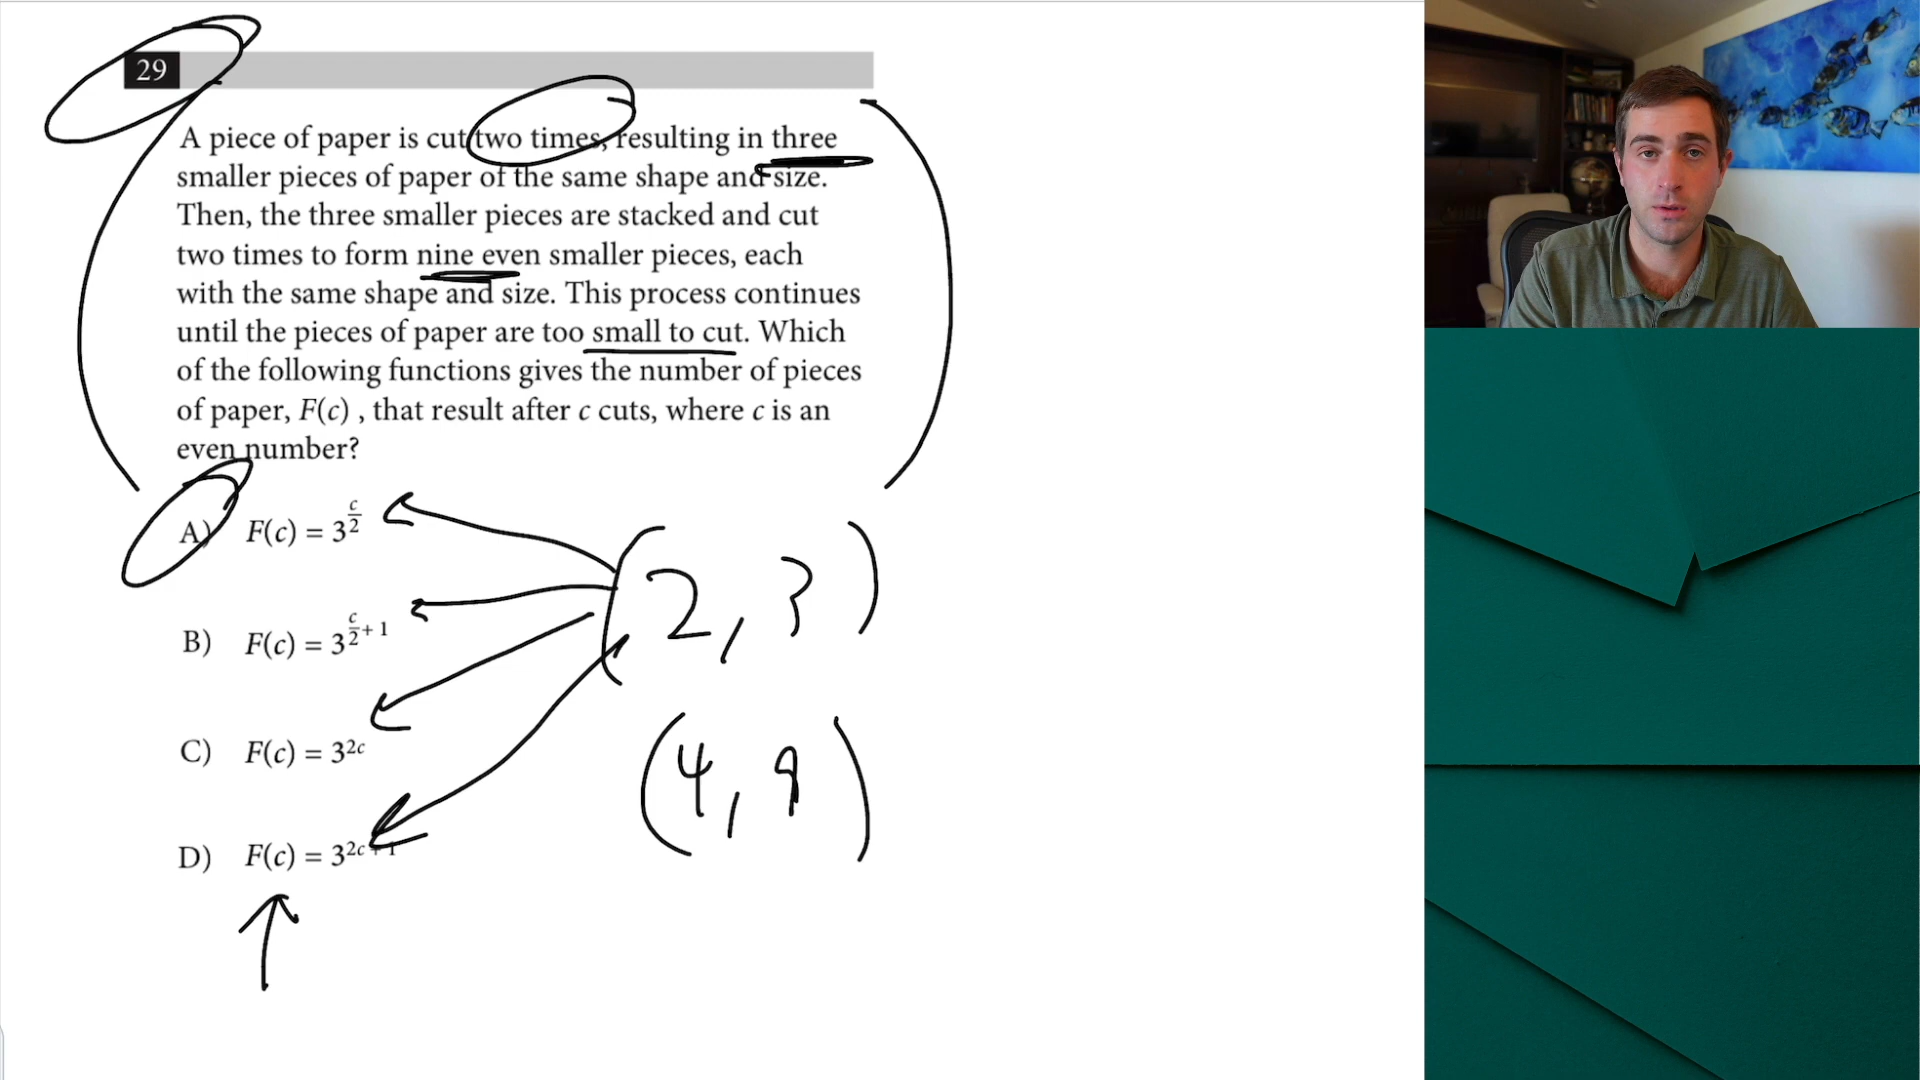 29
A piece of paper is cut two times, resulting in three
smaller pieces of paper of the same shape and size.
Then, the three smaller pieces are stacked and cut
two times to form nine even smaller pieces, each
with the same shape and size. This process continues
until the pieces of paper are too small to cut. Which
of the following functions gives the number of pieces
of paper, F(c) , that result after c cuts, where c is an
even number?
A) F(c) = 3^{c/2}
B) F(c) = 3^{c/2 + 1}
C) F(c) = 3^{2c}
D) F(c) = 3^{2c + 1}
(2, 3)
(4, 9)